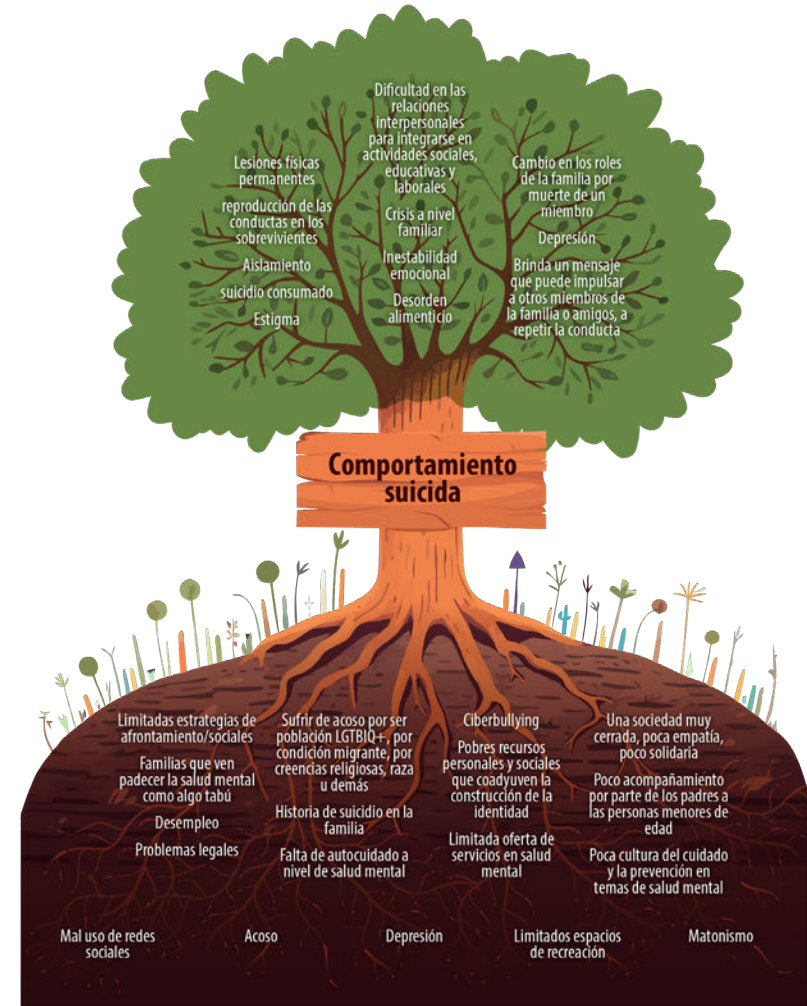 Lesiones físicas
permanentes
reproducción de las
conductas en los
sobrevivientes
Aislamiento
suicidio consumado
Estigma
Dificultad en las
relaciones
interpersonales
para integrarse en
actividades sociales,
educativas y
laborales
Crisis a nivel
familiar
Inestabilidad
emocional
Desorden
alimenticio
Cambio en los roles
de la familia por
muerte de un
miembro
Depresión
Brinda un mensaje
que puede impulsar
a otros miembros de
la familia o amigos, a
repetir la conducta
Comportamiento
suicida
Limitadas estrategias de
afrontamiento/sociales
Familias que ven
padecer la salud mental
como algo tabú
Desempleo
Problemas legales
Sufrir de acoso por ser
población LGTBIQ+, por
condición migrante, por
creencias religiosas, raza
u demás
Historia de suicidio en la
familia
Falta de autocuidado a
nivel de salud mental
Ciberbullying
Pobres recursos
personales y sociales
que coadyuven la
construcción de la
identidad
Limitada oferta de
servicios en salud
mental
Una sociedad muy
cerrada, poca empatía,
poco solidaria
Poco acompañamiento
por parte de los padres a
las personas menores de
edad
Poca cultura del cuidado
y la prevención en
temas de salud mental
Mal uso de redes
sociales
Acoso
Depresión
Limitados espacios
de recreación
Matonismo